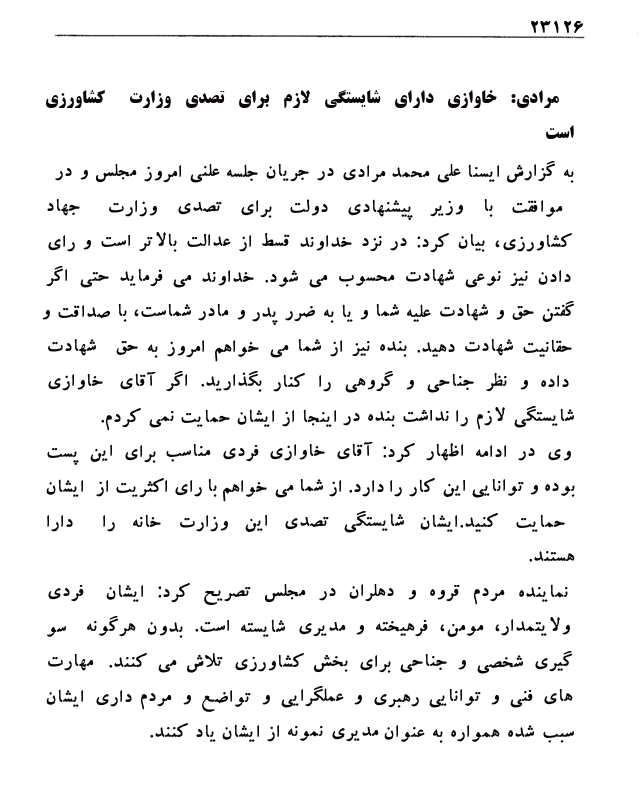 ۲۳۱۲۶
مرادی: خاوازی دارای شایستگی لازم برای تصدی وزارت کشاورزی
است
به گزارش ایسنا علی محمد مرادی در جریان جلسه علنی امروز مجلس و در
موافقت با وزیر پیشنهادی دولت برای تصدی وزارت جهاد
کشاورزی، بیان کرد: در نزد خداوند قسط از عدالت بالاتر است و رای
دادن نیز نوعی شهادت محسوب می شود. خداوند می فرماید حتی اگر
گفتن حق و شهادت علیه شما و یا به ضرر پدر و مادر شماست، با صداقت و
حقانیت شهادت دهید. بنده نیز از شما می خواهم امروز به حق شهادت
داده و نظر جناحی و گروهی را کنار بگذارید. اگر آقای خاوازی
شایستگی لازم را نداشت بنده در اینجا از ایشان حمایت نمی کردم.
وی در ادامه اظهار کرد: آقای خاوازی فردی مناسب برای این پست
بوده و توانایی این کار را دارد. از شما می خواهم با رای اکثریت از ایشان
حمایت کنید.ایشان شایستگی تصدی این وزارت خانه را دارا
هستند.
نماینده مردم قروه و دهلران در مجلس تصریح کرد: ایشان فردی
ولایتمدار، مومن، فرهیخته و مدیری شایسته است. بدون هرگونه سو
گیری شخصی و جناحی برای بخش کشاورزی تلاش می کنند. مهارت
های فنی و توانایی رهبری و عملگرایی و تواضع و مردم داری ایشان
سبب شده همواره به عنوان مدیری نمونه از ایشان یاد کنند.